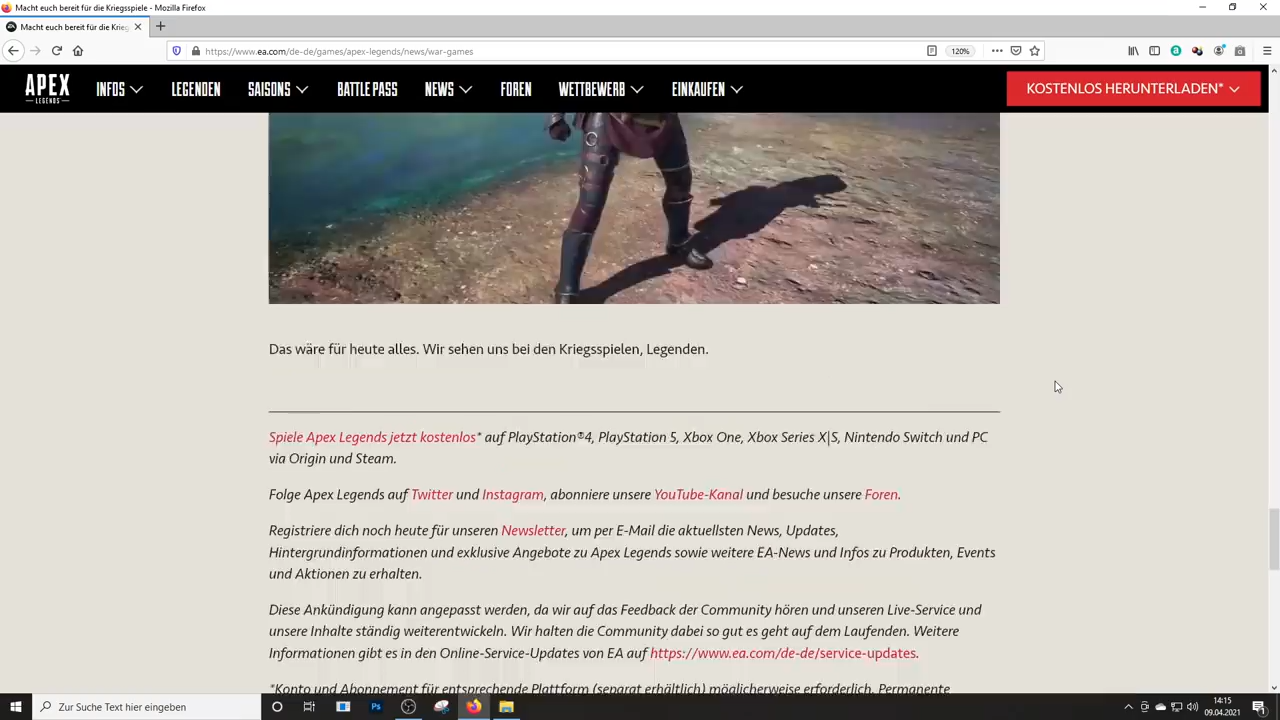 Macht euch bereit für die Kriegsspiele - Mozilla Firefox
Macht euch bereit für die Krieg
https://www.ea.com/de-de/games/apex-legends/news/war-games
120%
APEX
LEGENDS
INFOS
LEGENDEN
SAISONS
BATTLE PASS
NEWS
FOREN
WETTBEWERB
EINKAUFEN
KOSTENLOS HERUNTERLADEN*
Das wäre für heute alles. Wir sehen uns bei den Kriegsspielen, Legenden.
Spiele Apex Legends jetzt kostenlos* auf PlayStation®4, PlayStation 5, Xbox One, Xbox Series X|S, Nintendo Switch und PC
via Origin und Steam.
Folge Apex Legends auf Twitter und Instagram, abonniere unsere YouTube-Kanal und besuche unsere Foren.
Registriere dich noch heute für unseren Newsletter, um per E-Mail die aktuellsten News, Updates,
Hintergrundinformationen und exklusive Angebote zu Apex Legends sowie weitere EA-News und Infos zu Produkten, Events
und Aktionen zu erhalten.
Diese Ankündigung kann angepasst werden, da wir auf das Feedback der Community hören und unseren Live-Service und
unsere Inhalte ständig weiterentwickeln. Wir halten die Community dabei so gut es geht auf dem Laufenden. Weitere
Informationen gibt es in den Online-Service-Updates von EA auf https://www.ea.com/de-de/service-updates.
*Konto und Abonnement für entsprechende Plattform (separat erhältlich) möglicherweise erforderlich. Permanente
Zur Suche Text hier eingeben
Ps
14:15
09.04.2021